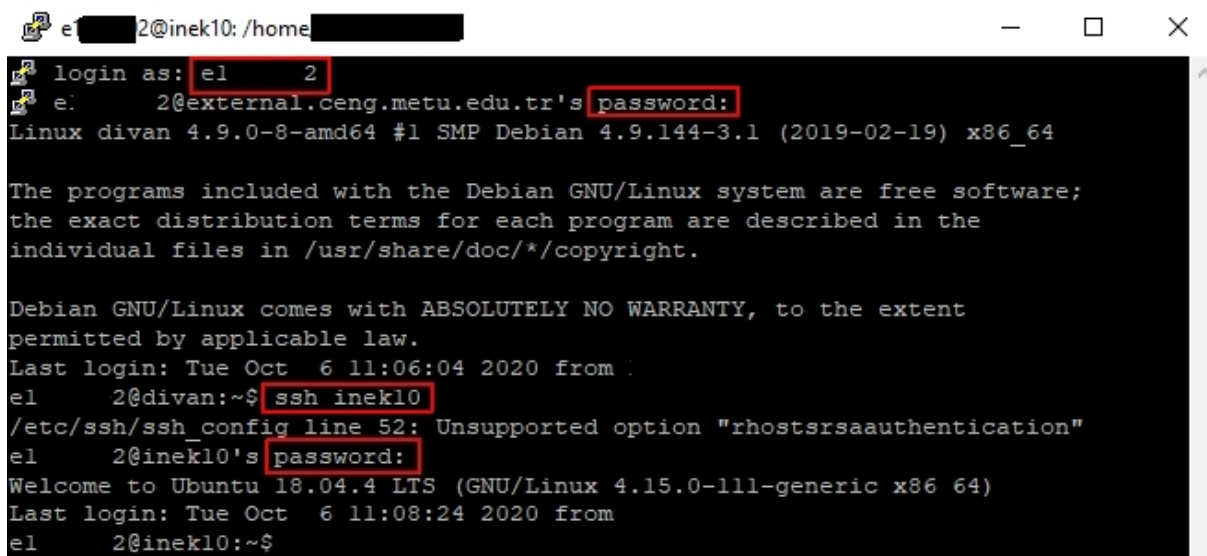 e1 2@inek10: /home
login as: e1 2
e 2@external.ceng.metu.edu.tr's password:
Linux divan 4.9.0-8-amd64 #1 SMP Debian 4.9.144-3.1 (2019-02-19) x86_64
The programs included with the Debian GNU/Linux system are free software;
the exact distribution terms for each program are described in the
individual files in /usr/share/doc/*/copyright.
Debian GNU/Linux comes with ABSOLUTELY NO WARRANTY, to the extent
permitted by applicable law.
Last login: Tue Oct  6 11:06:04 2020 from
e1 2@divan:~$ ssh inek10
/etc/ssh/ssh_config line 52: Unsupported option "rhostsrsaauthentication"
e1 2@inek10's password:
Welcome to Ubuntu 18.04.4 LTS (GNU/Linux 4.15.0-111-generic x86 64)
Last login: Tue Oct  6 11:08:24 2020 from
e1 2@inek10:~$